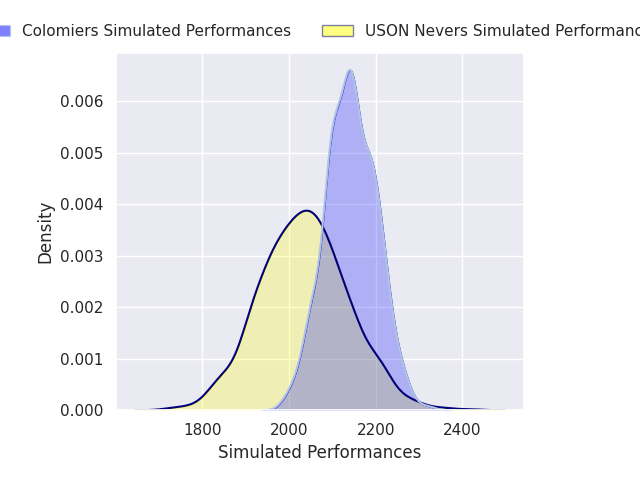 Colomiers Simulated Performances
USON Nevers Simulated
Density
0.006
0.005
0.004
0.003
0.002
0.001
0.000
1800 2000 2200 2400
Simulated Performances